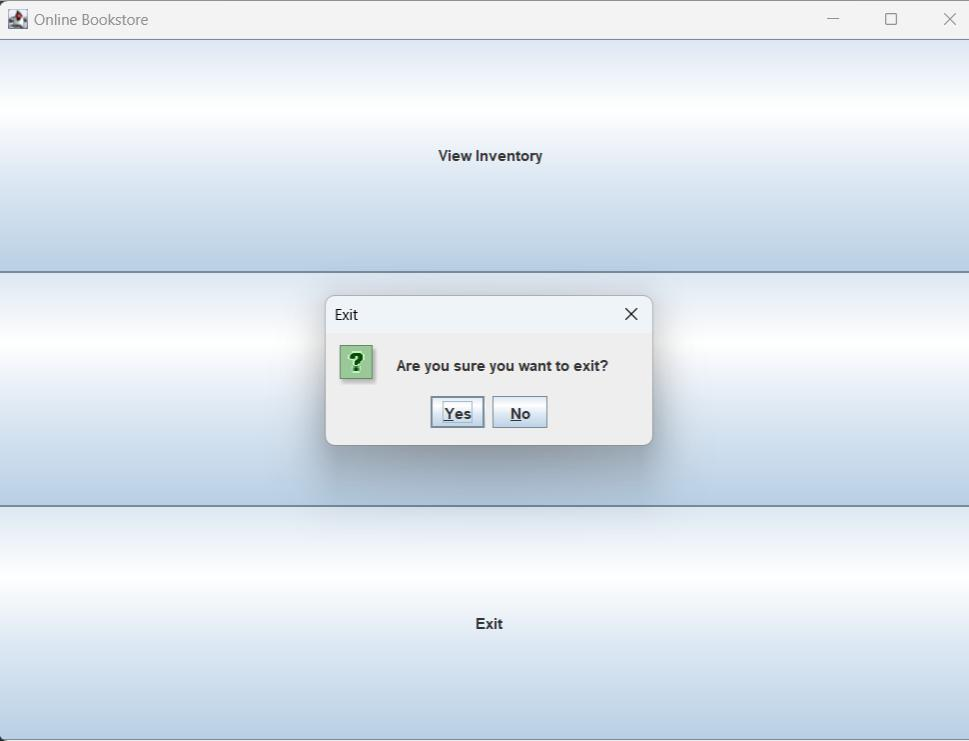 Online Bookstore
View Inventory
Exit
?
Are you sure you want to exit?
Yes No
Exit